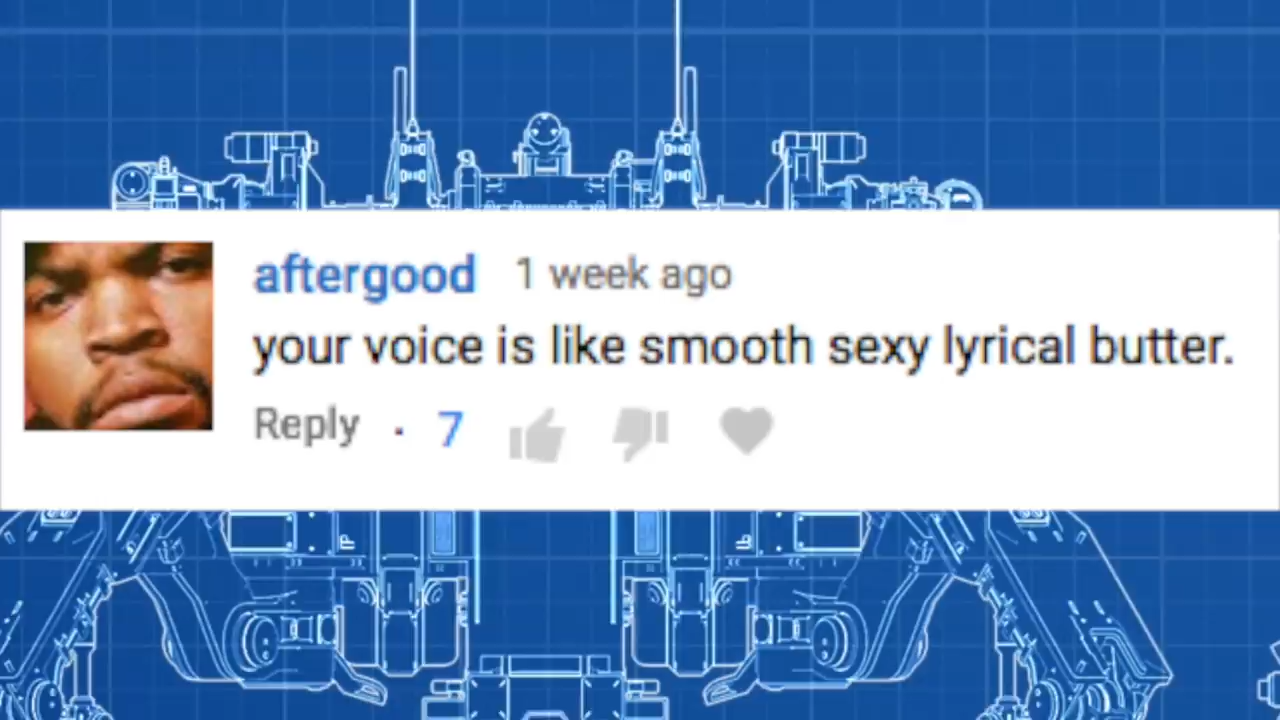 aftergood 1 week ago
your voice is like smooth sexy lyrical butter.
Reply · 7